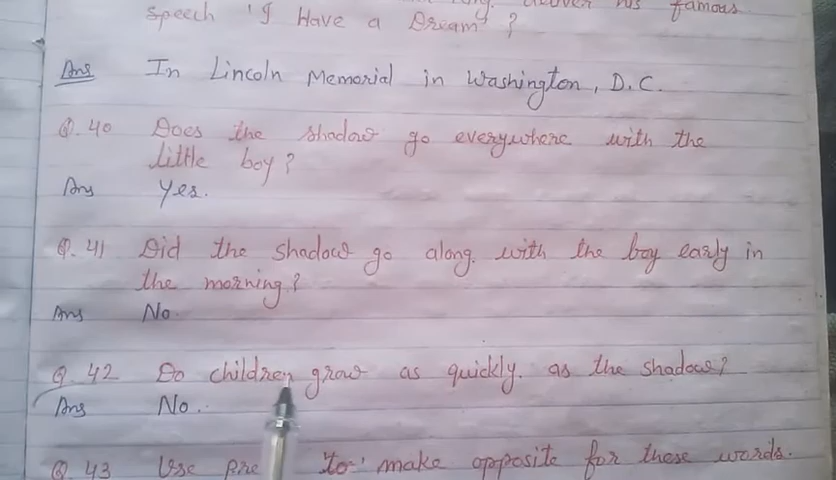 his famous
Speech 'I Have a Dream' ?
Ans In Lincoln Memorial in Washington, D.C.
Q.40 Does the shadow go everywhere with the
little boy?
Ans Yes.
Q.41 Did the shadow go along with the boy early in
the morning?
Ans No.
Q.42 Do children grow as quickly as the shadow?
Ans No.
Q.43 Use pre 'to' make opposite for these words.